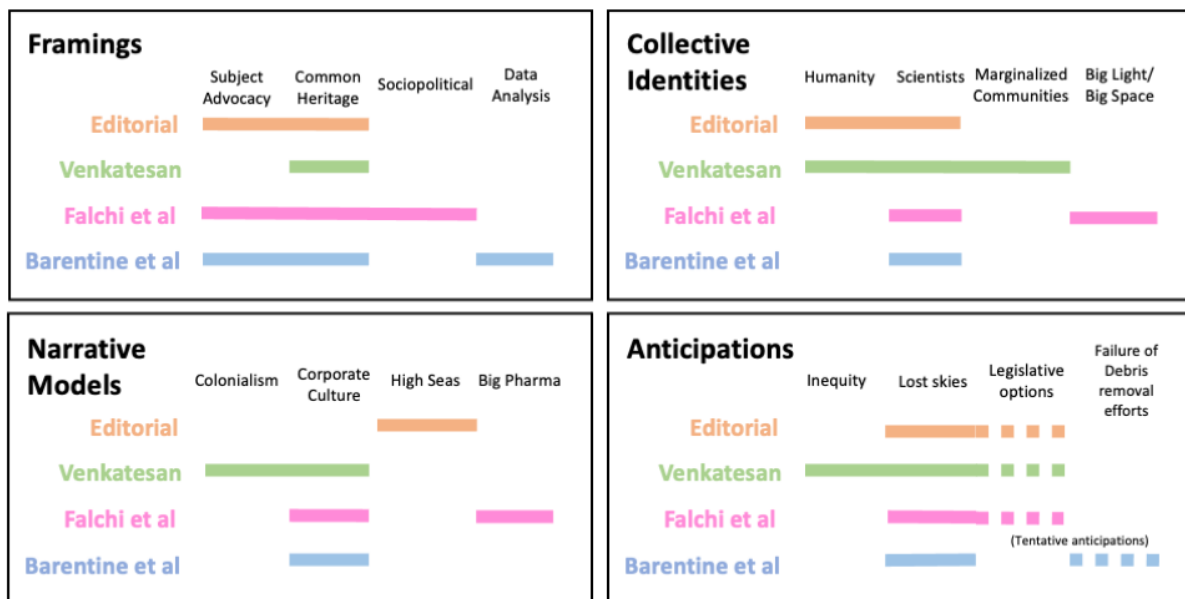 Framings
Subject Advocacy
Common Heritage
Sociopolitical
Data Analysis
Editorial
Venkatesan
Falchi et al
Barentine et al
Collective Identities
Humanity
Scientists
Marginalized Communities
Big Light/ Big Space
Editorial
Venkatesan
Falchi et al
Barentine et al
Narrative Models
Colonialism
Corporate Culture
High Seas
Big Pharma
Editorial
Venkatesan
Falchi et al
Barentine et al
Anticipations
Inequity
Lost skies
Legislative options
Failure of Debris removal efforts
Editorial
Venkatesan
Falchi et al
(Tentative anticipations)
Barentine et al